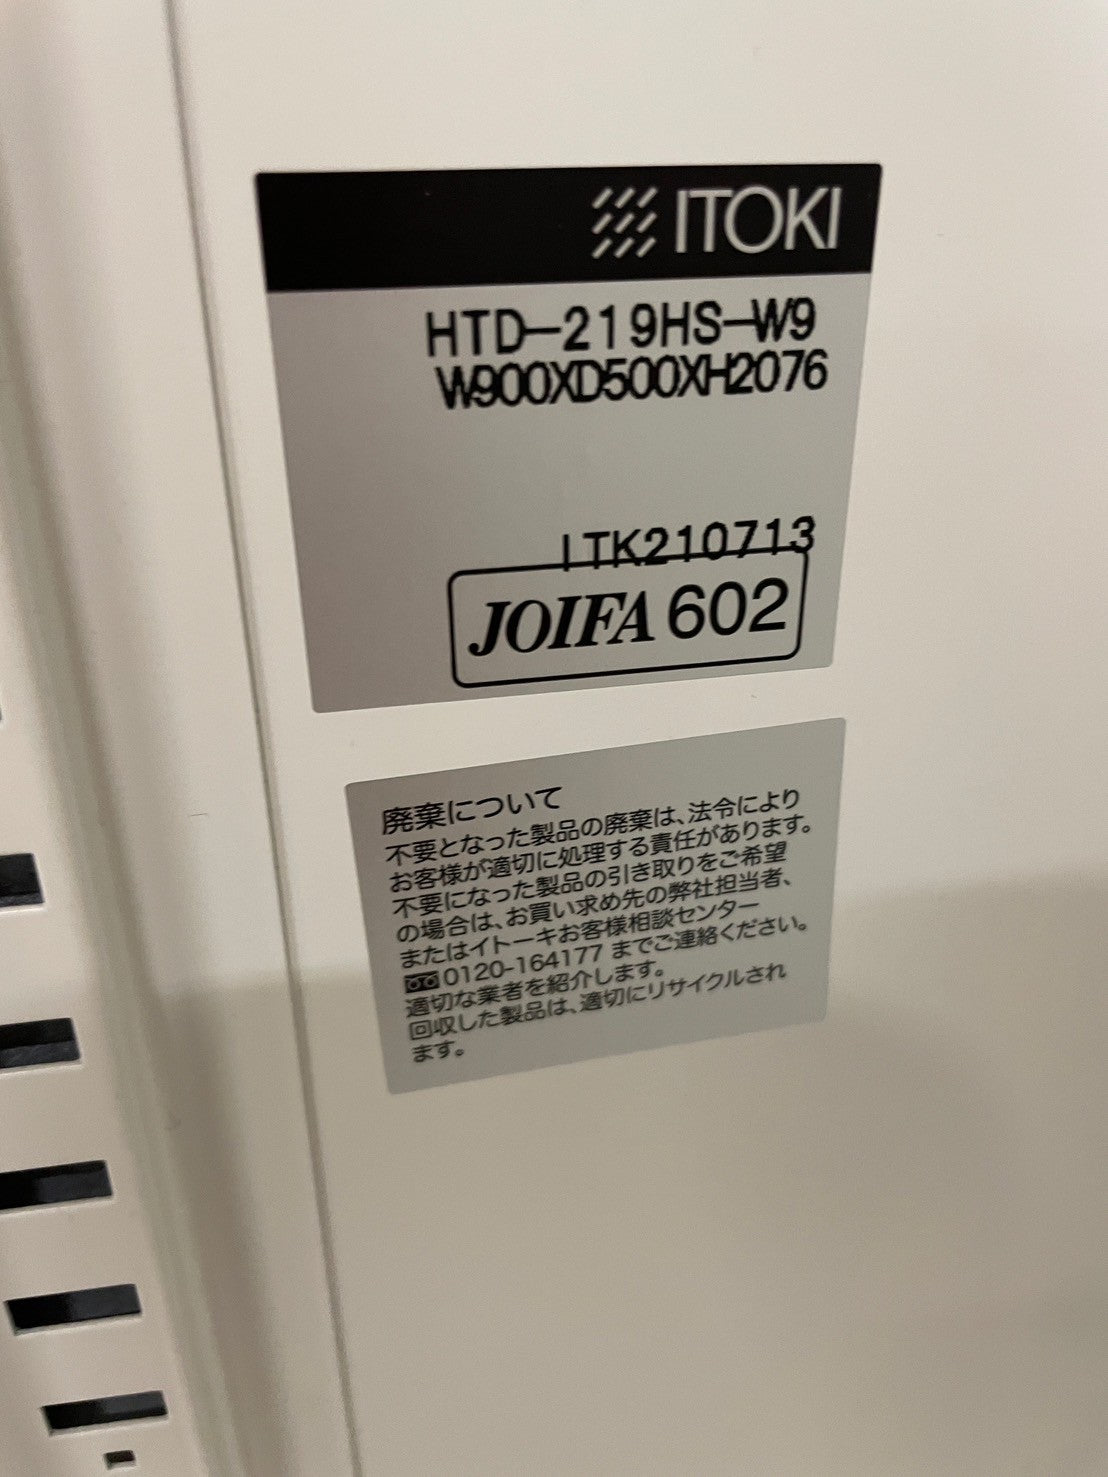 ITOKI
HTD-219HS-W9
W900XD500XH2076
ITK210713
JOIFA 602
廃棄について
不要となった製品の廃棄は、法令により
お客様が適切に処理する責任があります。
不要になった製品の引き取りをご希望
の場合は、お買い求め先の弊社担当者、
またはイトーキお客様相談センター
0120-164177 までご連絡ください。
適切な業者を紹介します。
回収した製品は、適切にリサイクルされ
ます。